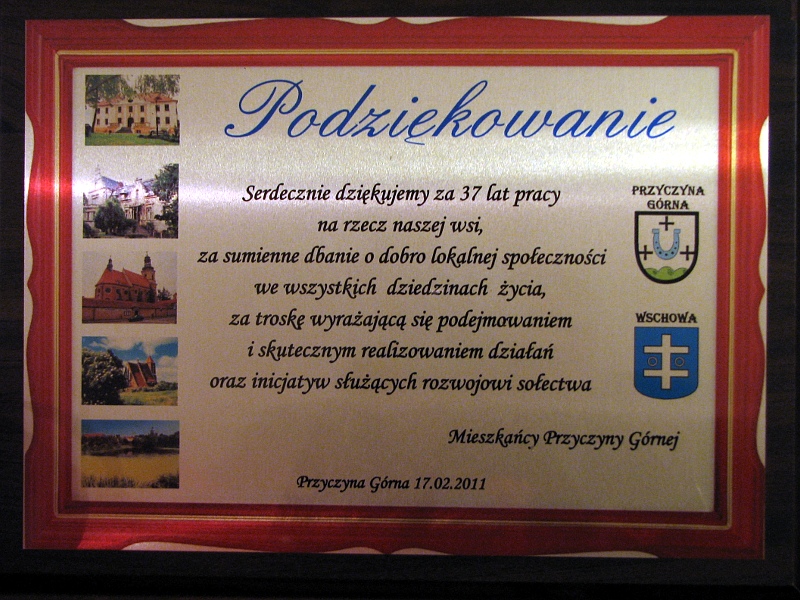 Podziękowanie
Serdecznie dziękujemy za 37 lat pracy
na rzecz naszej wsi,
za sumienne dbanie o dobro lokalnej społeczności
we wszystkich dziedzinach życia,
za troskę wyrażającą się podejmowaniem
i skutecznym realizowaniem działań
oraz inicjatyw służących rozwojowi sołectwa
Mieszkańcy Przyczyny Górnej
Przyczyna Górna 17.02.2011
PRZYCZYNA
GÓRNA
WSCHOWA